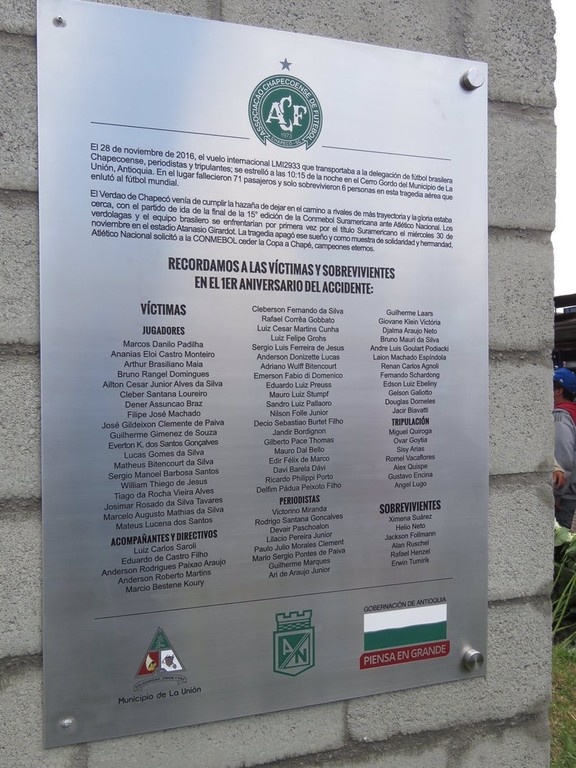 ASSOCIAÇÃO CHAPECOENSE DE FUTEBOL
ACF
1973
El 28 de noviembre de 2016, el vuelo internacional LMI2933 que transportaba a la delegación de fútbol brasilera
Chapecoense, periodistas y tripulantes; se estrelló a las 10:15 de la noche en el Cerro Gordo del Municipio de La
Unión, Antioquia. En el lugar fallecieron 71 pasajeros y solo sobrevivieron 6 personas en esta tragedia aérea que
enlutó al fútbol mundial.
El Verdao de Chapecó venía de cumplir la hazaña de dejar en el camino a rivales de más trayectoria y la gloria estaba
cerca, con el partido de ida de la final de la 15° edición de la Conmebol Suramericana ante Atlético Nacional. Los
verdolagas y el equipo brasilero se enfrentarían por primera vez por el título Suramericano el miércoles 30 de
noviembre en el estadio Atanasio Girardot. La tragedia apagó ese sueño y como muestra de solidaridad y hermandad,
Atlético Nacional solicitó a la CONMEBOL ceder la Copa a Chapé, campeones eternos.
RECORDAMOS A LAS VÍCTIMAS Y SOBREVIVIENTES
EN EL 1ER ANIVERSARIO DEL ACCIDENTE:
VÍCTIMAS
JUGADORES
Marcos Danilo Padilha
Ananias Eloi Castro Monteiro
Arthur Brasiliano Maia
Bruno Rangel Domingues
Ailton Cesar Junior Alves da Silva
Cleber Santana Loureiro
Dener Assuncao Braz
Filipe José Machado
José Gildeixon Clemente de Paiva
Guilherme Gimenez de Souza
Everton K. dos Santos Gonçalves
Lucas Gomes da Silva
Matheus Bitencourt da Silva
Sergio Manoel Barbosa Santos
William Thiego de Jesus
Tiago da Rocha Vieira Alves
Josimar Rosado da Silva Tavares
Marcelo Augusto Mathias da Silva
Mateus Lucena dos Santos
ACOMPAÑANTES Y DIRECTIVOS
Luiz Carlos Saroli
Eduardo de Castro Filho
Anderson Rodrigues Paixao Araujo
Anderson Roberto Martins
Marcio Bestene Koury
Cleberson Fernando da Silva
Rafael Corrêa Gobbato
Luiz Cesar Martins Cunha
Luiz Felipe Grohs
Sergio Luis Ferreira de Jesus
Anderson Donizette Lucas
Adriano Wulff Bitencourt
Emerson Fabio di Domenico
Eduardo Luiz Preuss
Mauro Luiz Stumpf
Sandro Luiz Pallaoro
Nilson Folle Junior
Decio Sebastiao Burtet Filho
Jandir Bordignon
Gilberto Pace Thomas
Mauro Dal Bello
Edir Félix de Marco
Davi Barela Dávi
Ricardo Philippi Porto
Delfim Pádua Peixoto Filho
PERIODISTAS
Victorino Miranda
Rodrigo Santana Goncalves
Devair Paschoalon
Lilacio Pereira Junior
Paulo Julio Morales Clement
Mario Sergio Pontes de Paiva
Guilherme Marques
Ari de Araujo Junior
Guilherme Laars
Giovane Klein Victória
Djalma Araujo Neto
Bruno Mauri da Silva
Andre Luis Goulart Podiacki
Laion Machado Espindola
Renan Carlos Agnoli
Fernando Schardong
Edson Luiz Ebeliny
Gelson Galiotto
Douglas Dorneles
Jacir Biavatti
TRIPULACIÓN
Miguel Quiroga
Ovar Goytia
Sisy Arias
Romel Vacaflores
Alex Quispe
Gustavo Encina
Angel Lugo
SOBREVIVIENTES
Ximena Suárez
Helio Neto
Jackson Follmann
Alan Ruschel
Rafael Henzel
Erwin Tumirik
Municipio de La Unión
AN
GOBERNACIÓN DE ANTIOQUIA
PIENSA EN GRANDE